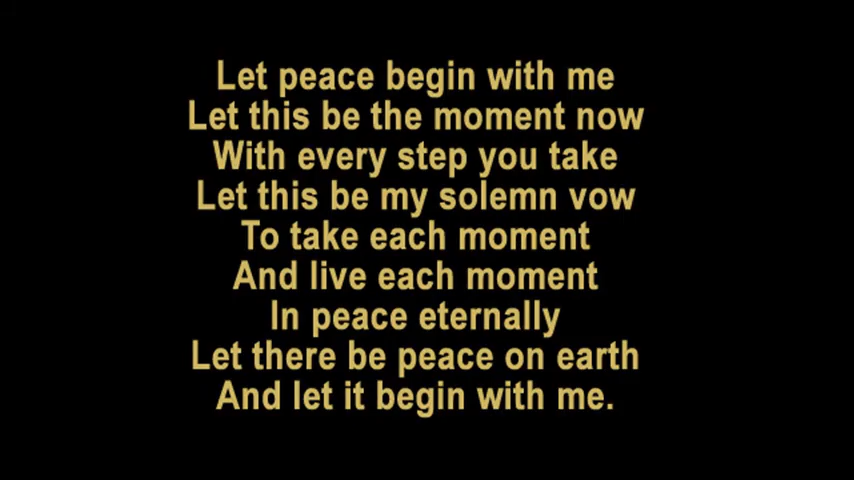 Let peace begin with me
Let this be the moment now
With every step you take
Let this be my solemn vow
To take each moment
And live each moment
In peace eternally
Let there be peace on earth
And let it begin with me.